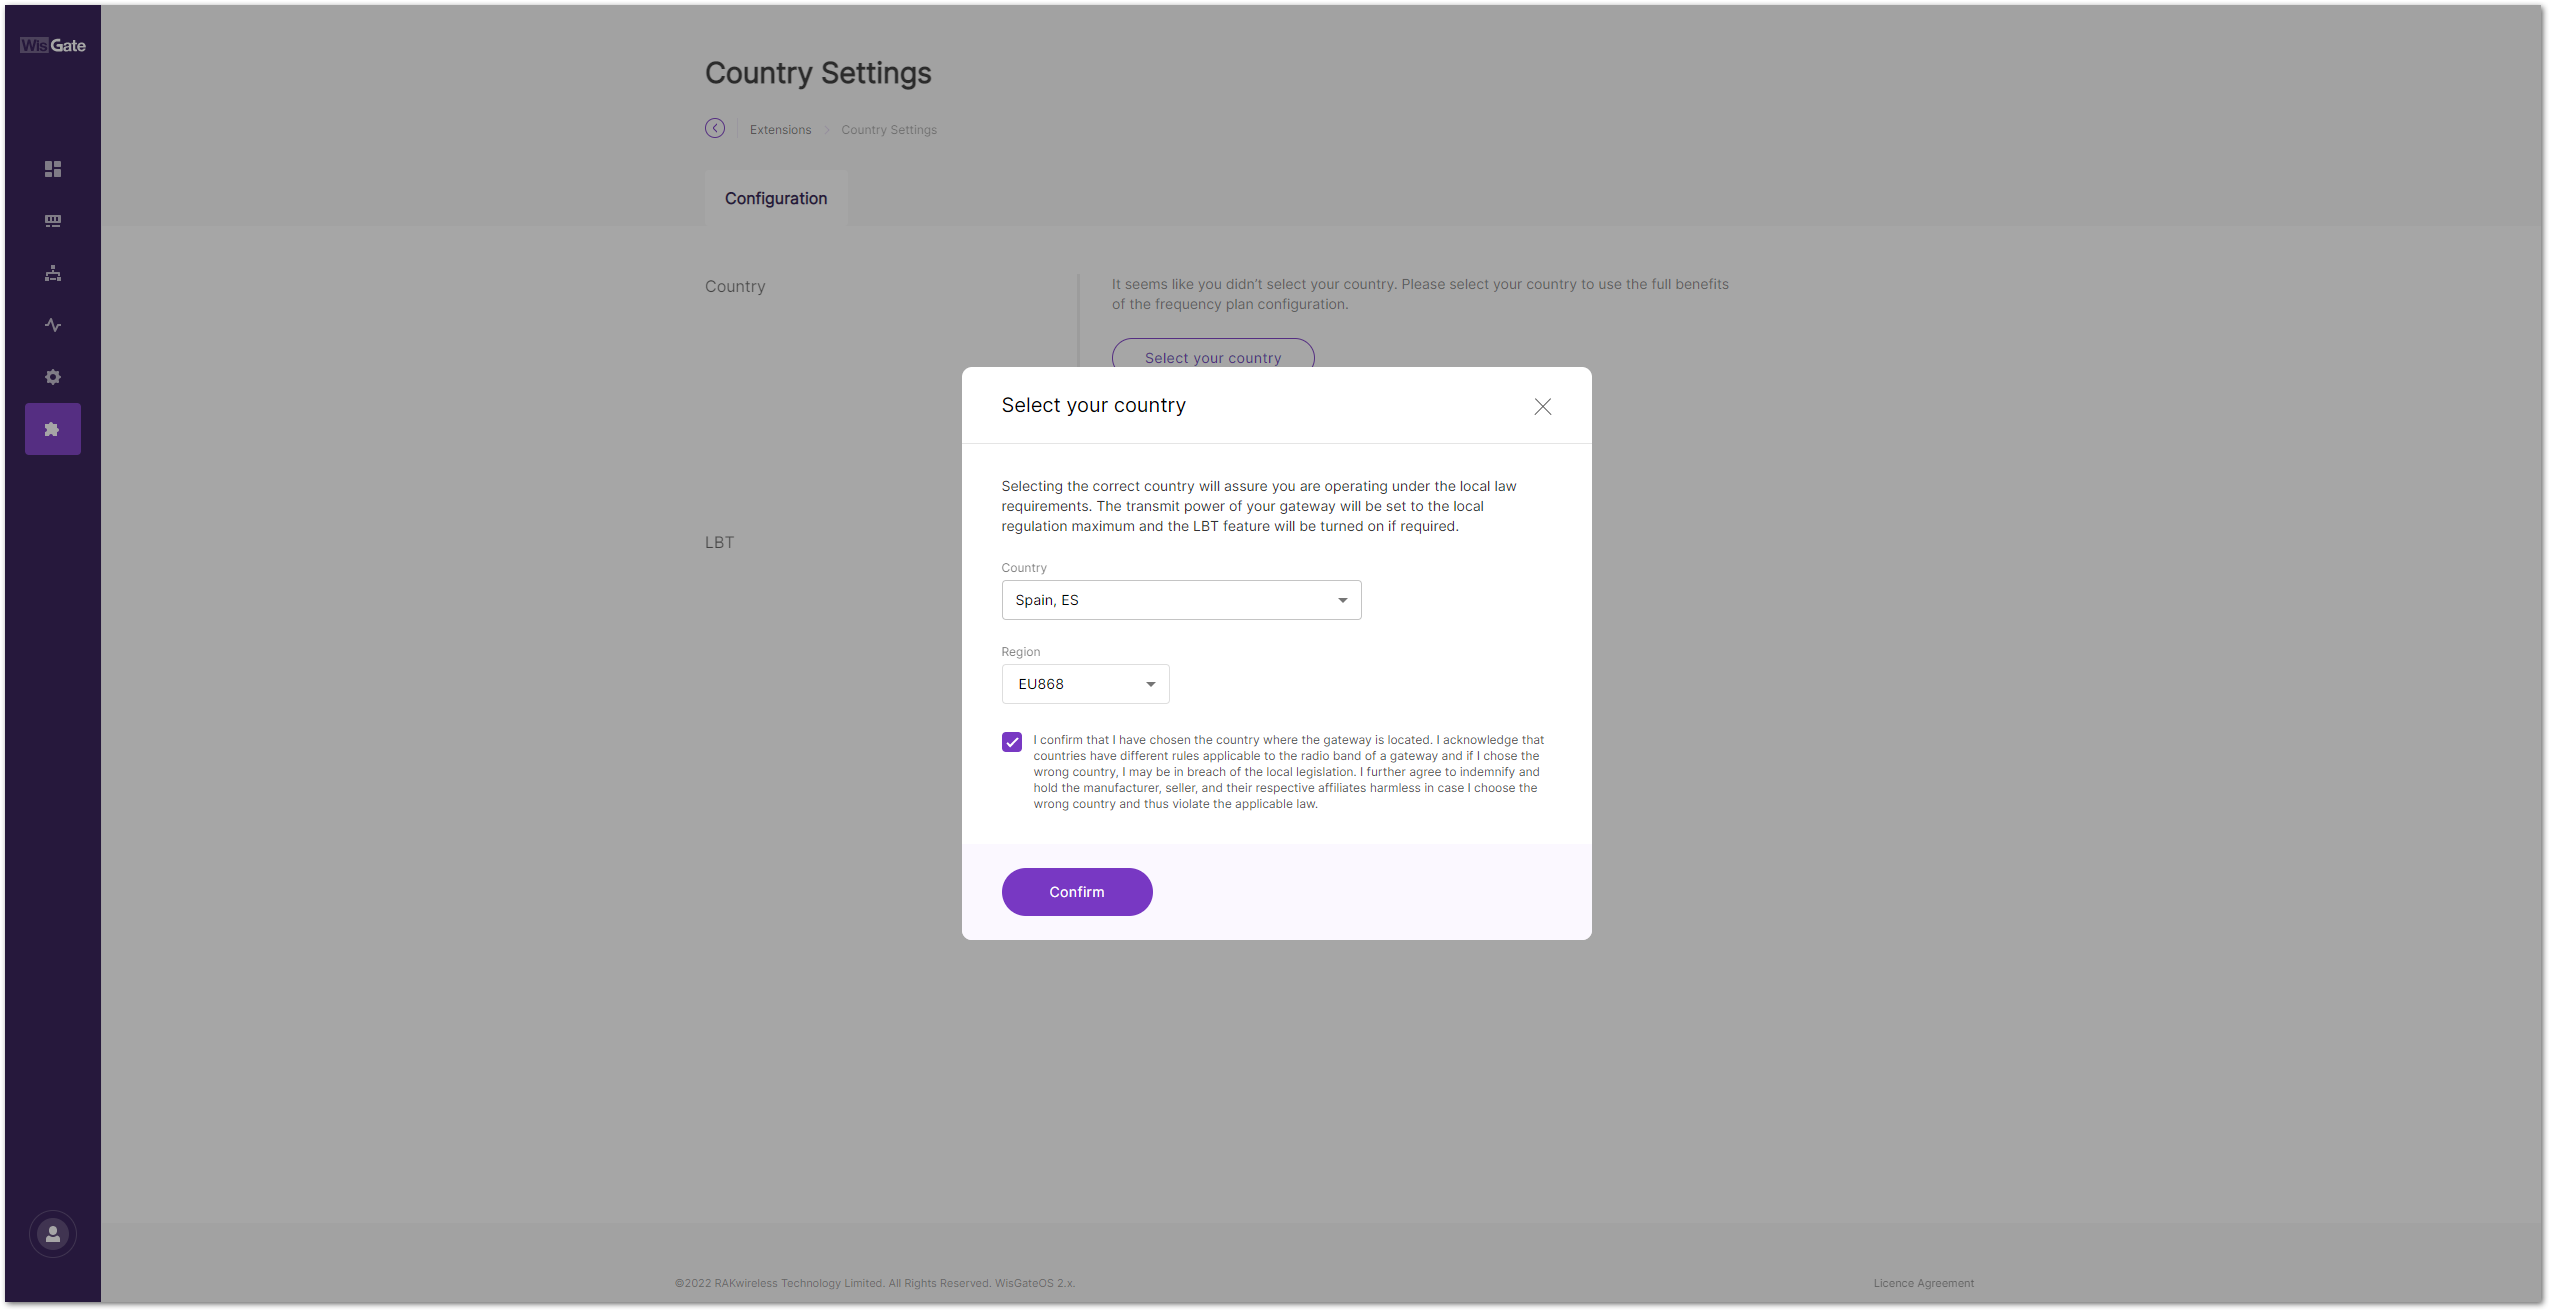 WisGate
Country Settings
Extensions
Country Settings
Configuration
Country
It seems like you didn’t select your country. Please select your country to use the full benefits
of the frequency plan configuration.
Select your country
LBT
Select your country
Selecting the correct country will assure you are operating under the local law
requirements. The transmit power of your gateway will be set to the local
regulation maximum and the LBT feature will be turned on if required.
Country
Spain, ES
Region
EU868
I confirm that I have chosen the country where the gateway is located. I acknowledge that
countries have different rules applicable to the radio band of a gateway and if I chose the
wrong country, I may be in breach of the local legislation. I further agree to indemnify and
hold the manufacturer, seller, and their respective affiliates harmless in case I choose the
wrong country and thus violate the applicable law.
Confirm
©2022 RAKwireless Technology Limited. All Rights Reserved. WisGateOS 2.x.
Licence Agreement